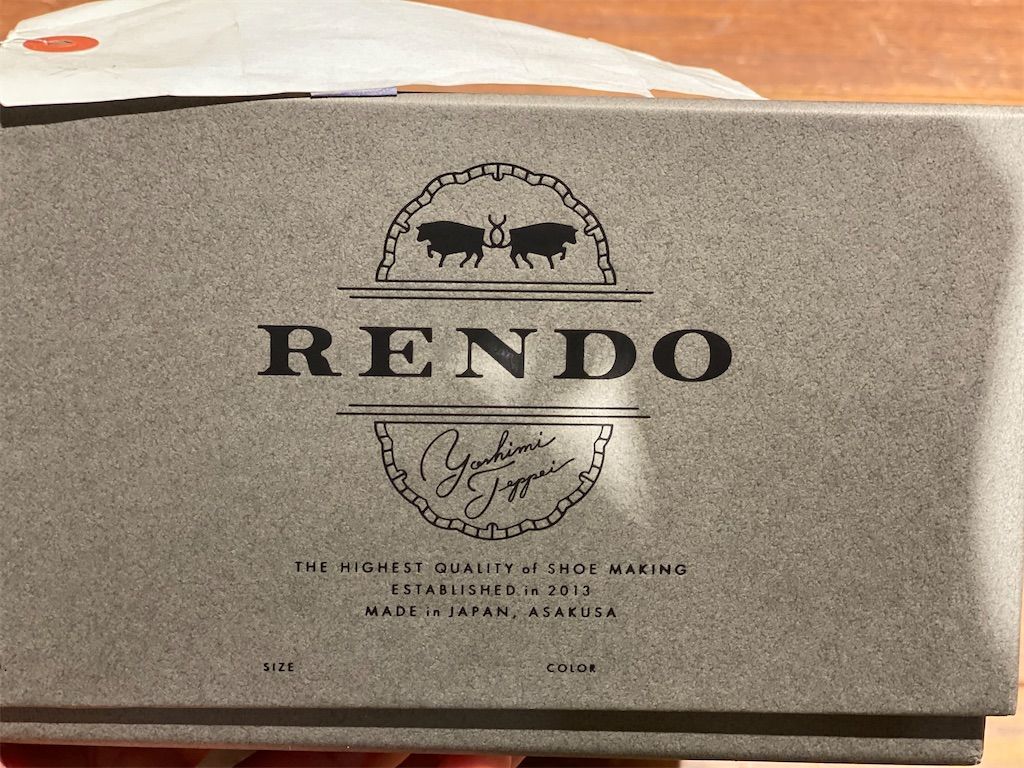 RENDO
Yoshimi
Teppei
THE HIGHEST QUALITY of SHOE MAKING
ESTABLISHED in 2013
MADE in JAPAN, ASAKUSA
SIZE COLOR